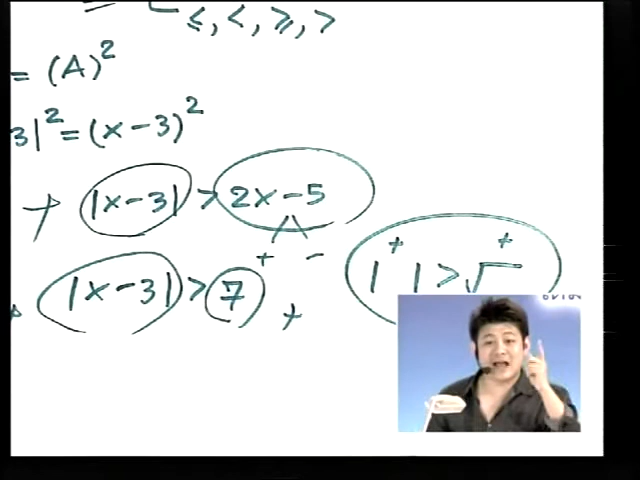 ≤, <, ≥, >
= (A)²
3|² = (x-3)²
|x-3| > 2x-5
+ -
|x-3| > 7 +
+ +
| | > √